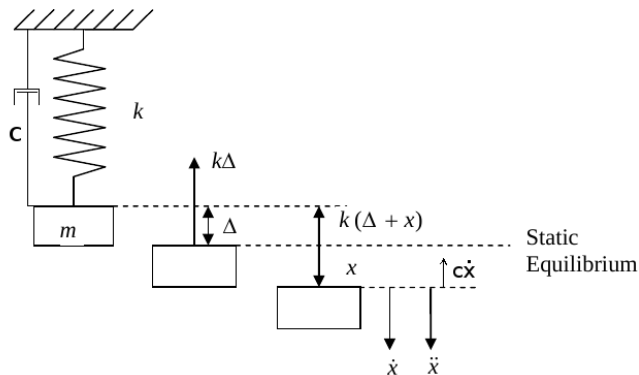 k
C
kΔ
m
Δ
k (Δ + x)
Static
Equilibrium
x
cẋ
ẋ
ẍ